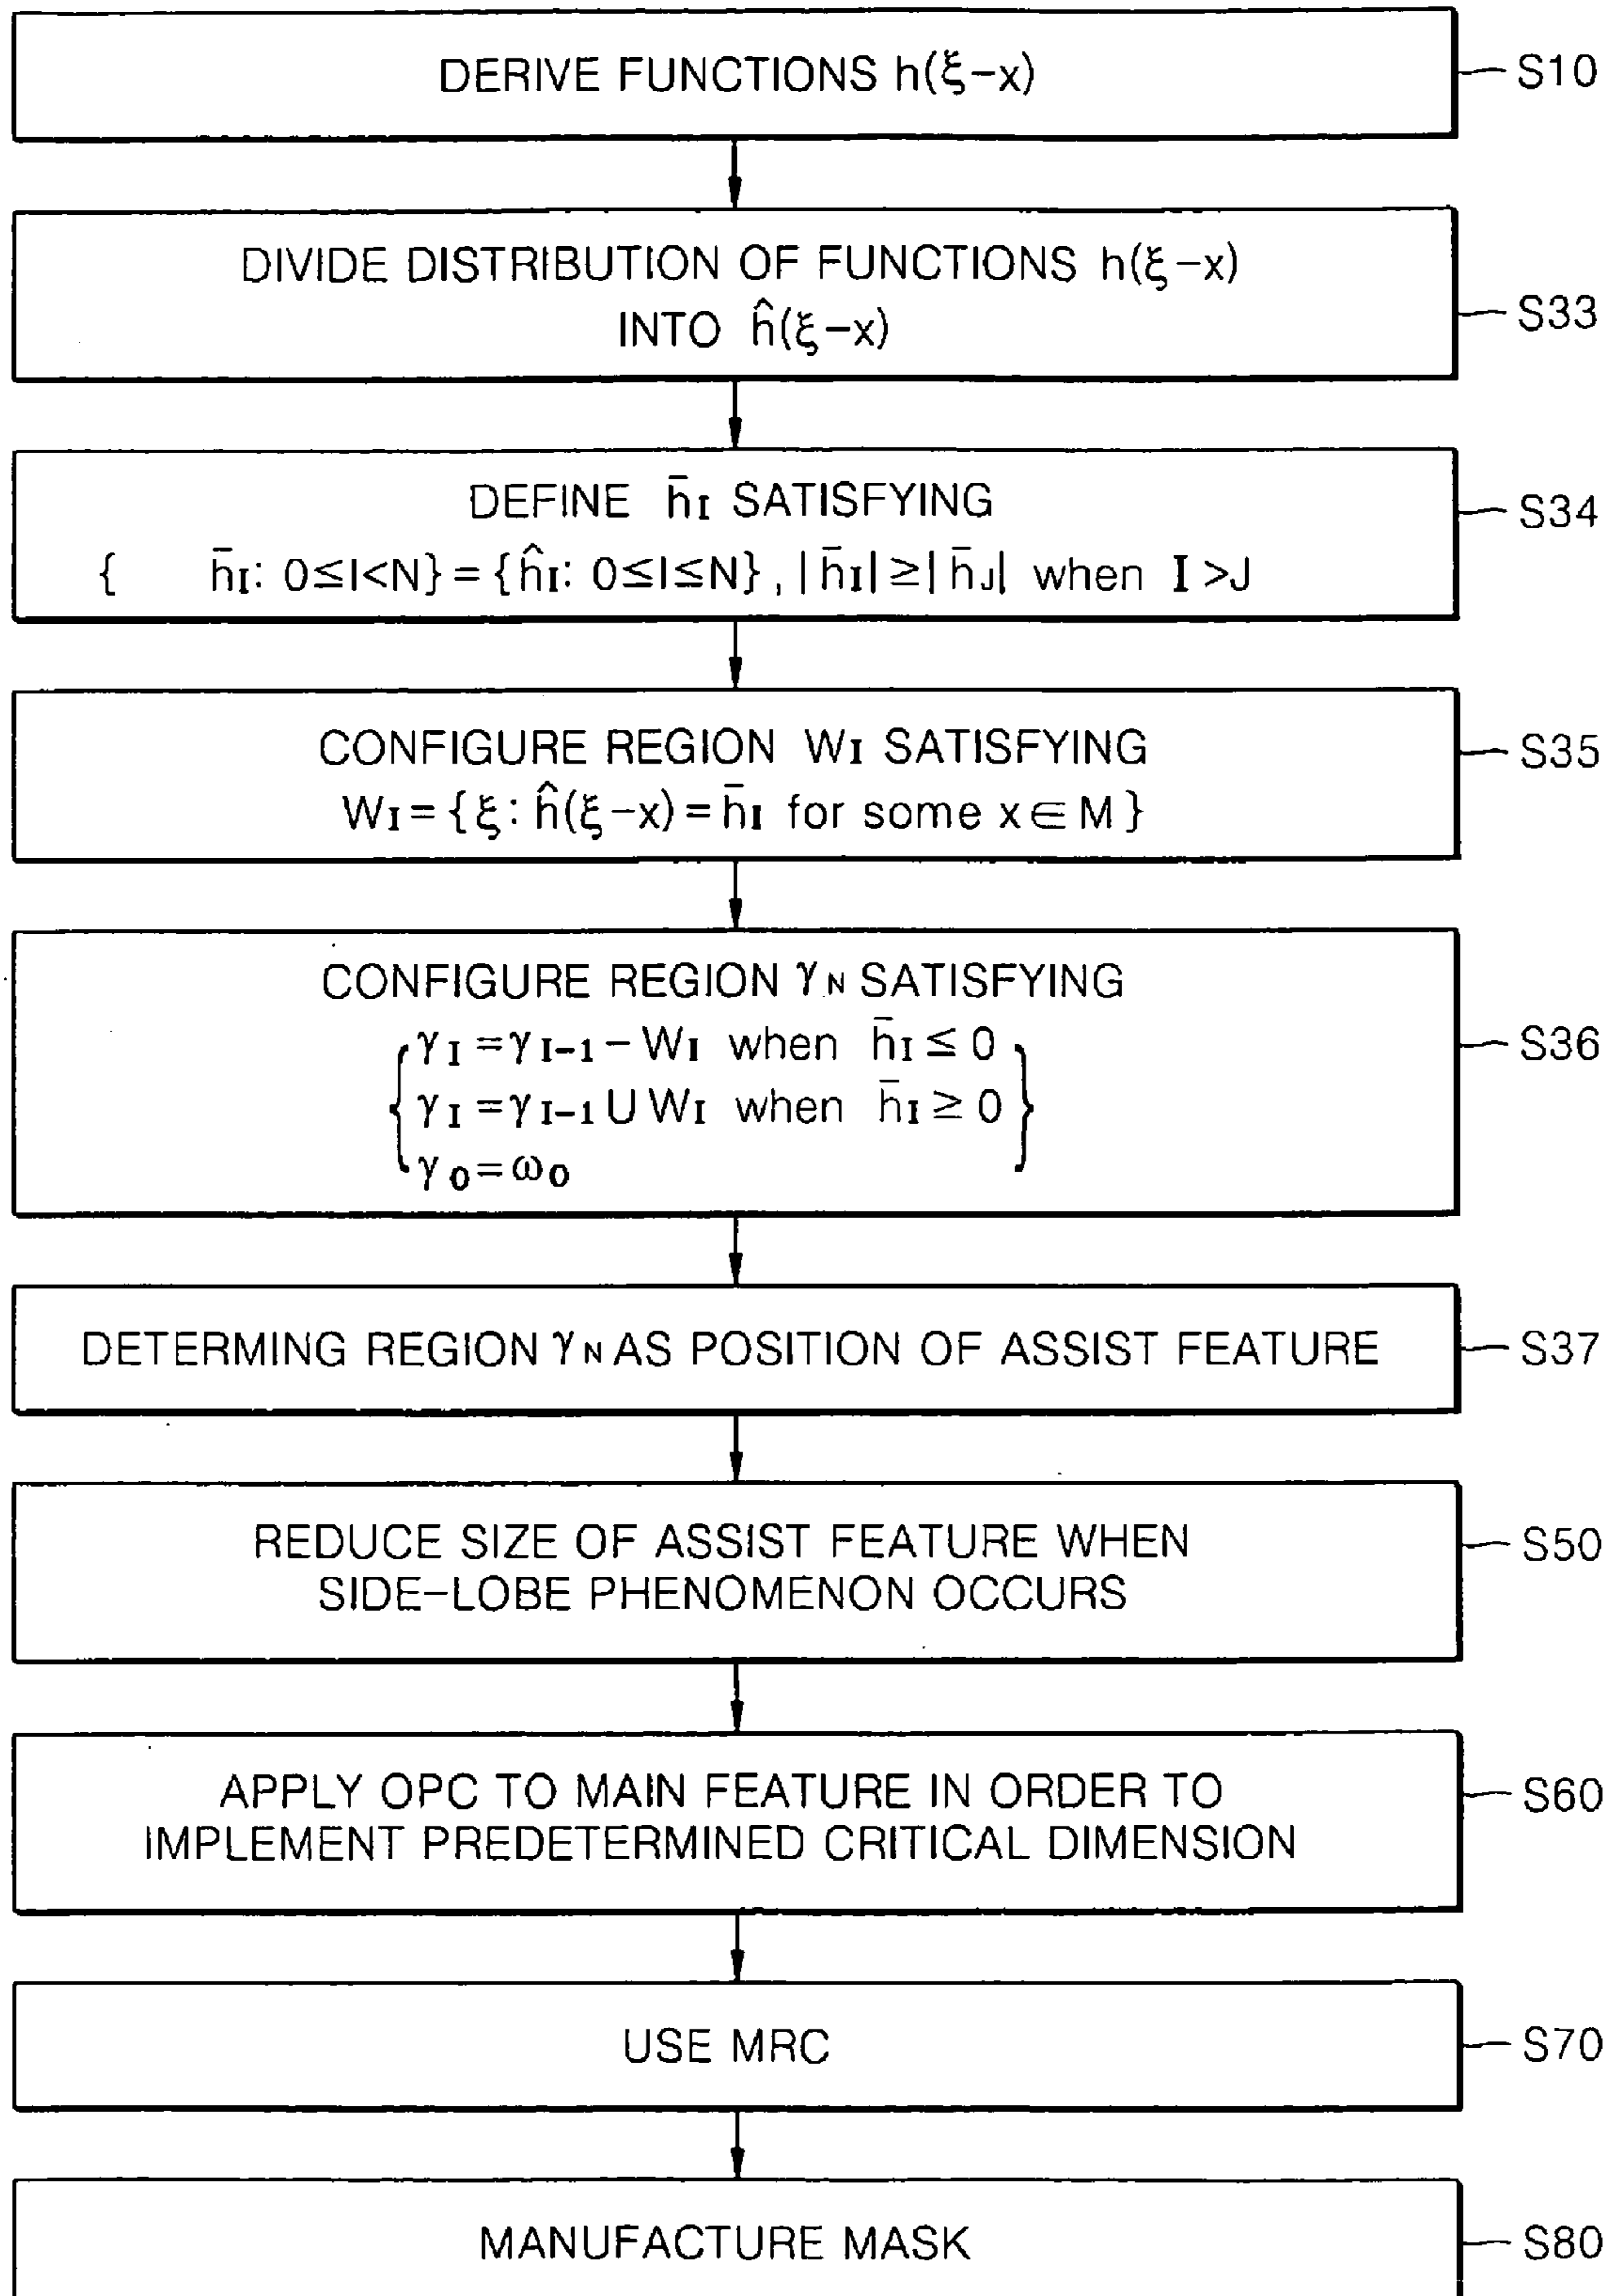 DERIVE FUNCTIONS h(ξ-x)
S10
DIVIDE DISTRIBUTION OF FUNCTIONS h(ξ-x)
INTO ĥ(ξ-x)
S33
DEFINE h̄I SATISFYING
{ h̄I: 0≤I<N} = {ĥI: 0≤I≤N}, |h̄I| ≥ |h̄J| when I >J
S34
CONFIGURE REGION WI SATISFYING
WI = {ξ: ĥ(ξ-x) = h̄I for some x∈M}
S35
CONFIGURE REGION γN SATISFYING
γI = γI-1 - WI when h̄I ≤ 0
γI = γI-1 U WI when h̄I ≥ 0
γ0 = ω0
S36
DETERMING REGION γN AS POSITION OF ASSIST FEATURE
S37
REDUCE SIZE OF ASSIST FEATURE WHEN
SIDE-LOBE PHENOMENON OCCURS
S50
APPLY OPC TO MAIN FEATURE IN ORDER TO
IMPLEMENT PREDETERMINED CRITICAL DIMENSION
S60
USE MRC
S70
MANUFACTURE MASK
S80